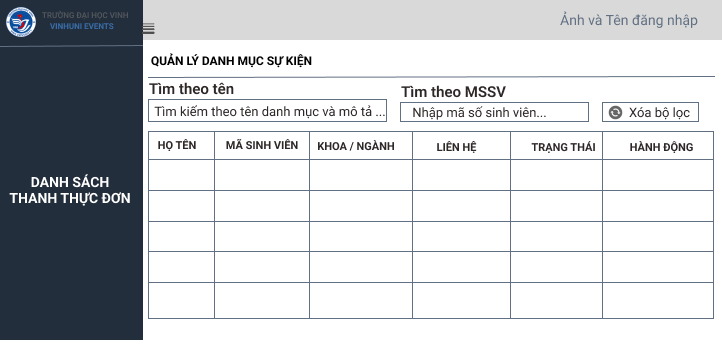 TRƯỜNG ĐẠI HỌC VINH
VINHUNI EVENTS
Ảnh và Tên đăng nhập
DANH SÁCH
THANH THỰC ĐƠN
QUẢN LÝ DANH MỤC SỰ KIỆN
Tìm theo tên
Tìm theo MSSV
Tìm kiếm theo tên danh mục và mô tả ...
Nhập mã số sinh viên...
Xóa bộ lọc
HỌ TÊN
MÃ SINH VIÊN
KHOA / NGÀNH
LIÊN HỆ
TRẠNG THÁI
HÀNH ĐỘNG